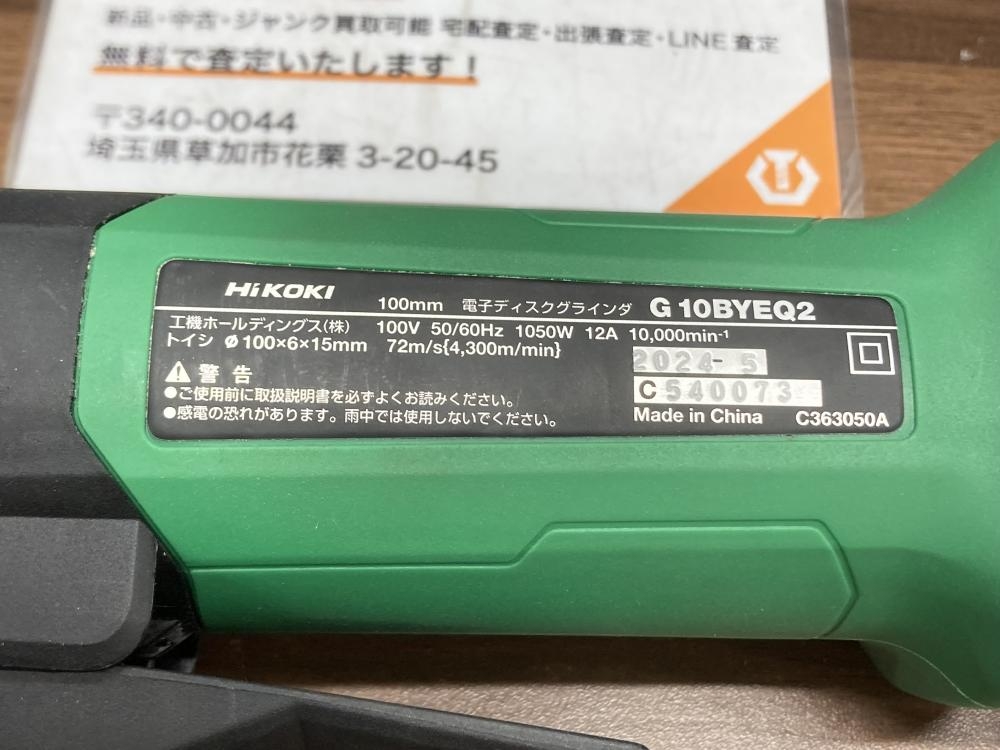 新品・中古・ジャンク買取可能 宅配査定・出張査定・LINE査定
無料で査定いたします！
〒340-0044
埼玉県草加市花栗 3-20-45
HiKOKI 100mm 電子ディスクグラインダ G 10BYEQ2
工機ホールディングス(株) 100V 50/60Hz 1050W 12A 10,000min⁻¹
トイシ ø100×6×15mm 72m/s{4,300m/min}
2024-5
警告
C 540073
●ご使用前に取扱説明書を必ずよくお読みください。
●感電の恐れがあります。雨中では使用しないでください。
Made in China C363050A